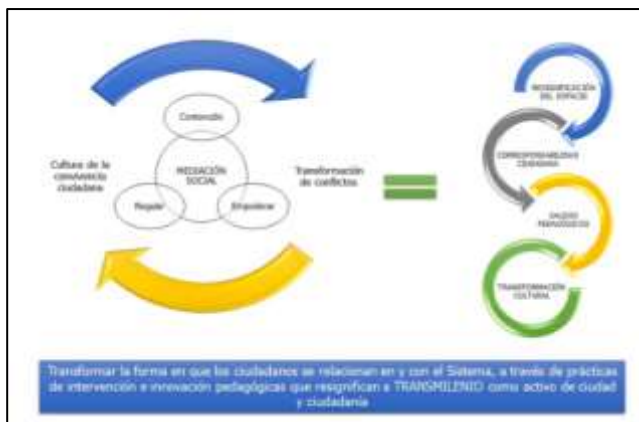 Contención
MEDIACIÓN
SOCIAL
Regular
Empoderar
Cultura de la
convivencia
ciudadana
Transformación
de conflictos
RESIGNIFICACIÓN
DEL ESPACIO
CORRESPONSABILIDAD
CIUDADANA
PEDAGÓGICOS
TRANSFORMACIÓN
CULTURAL
Transformar la forma en que los ciudadanos se relacionan en y con el Sistema, a través de prácticas
de intervención e innovación pedagógicas que resignifican a TRANSMILENIO como activo de ciudad
y ciudadanía